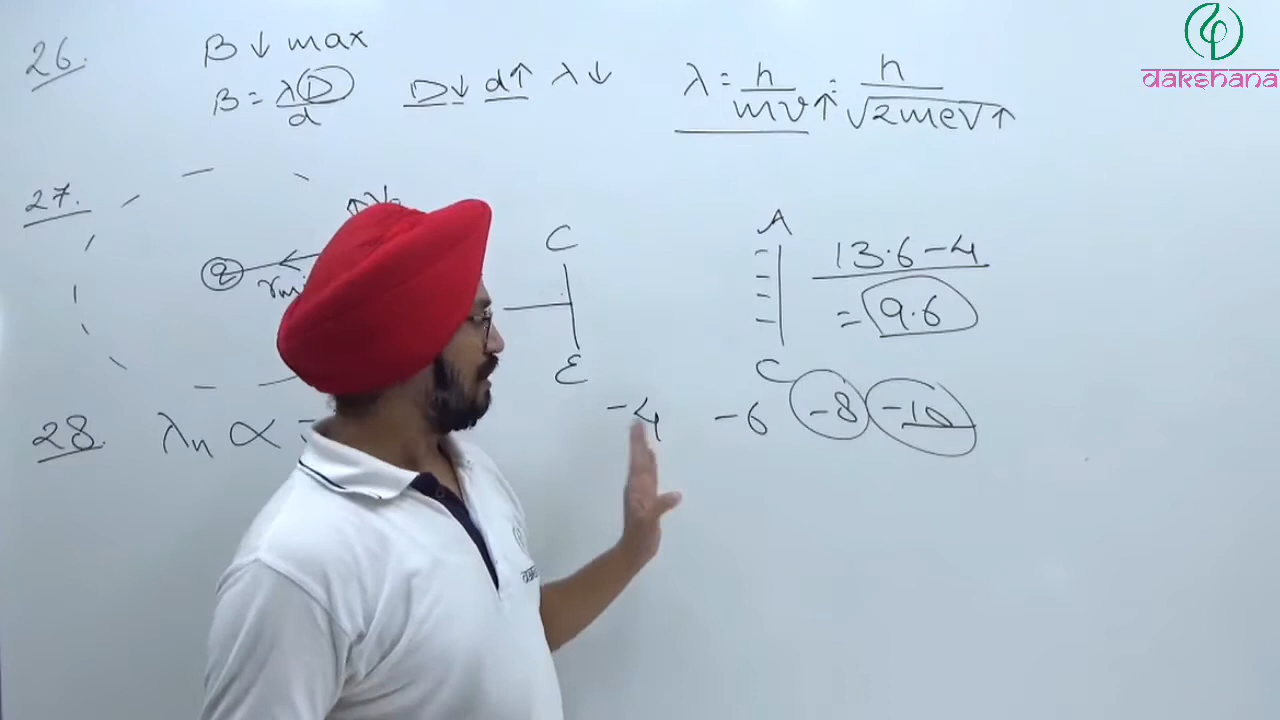 dakshana
26. B↓ max
B = λD/d D↓ d↑ λ↓ λ = h/mv↑ = h/√2meV↑
27.
q
C
E
A
C
13.6-4
= 9.6
-4 -6 -8 -10
28. λn ∝